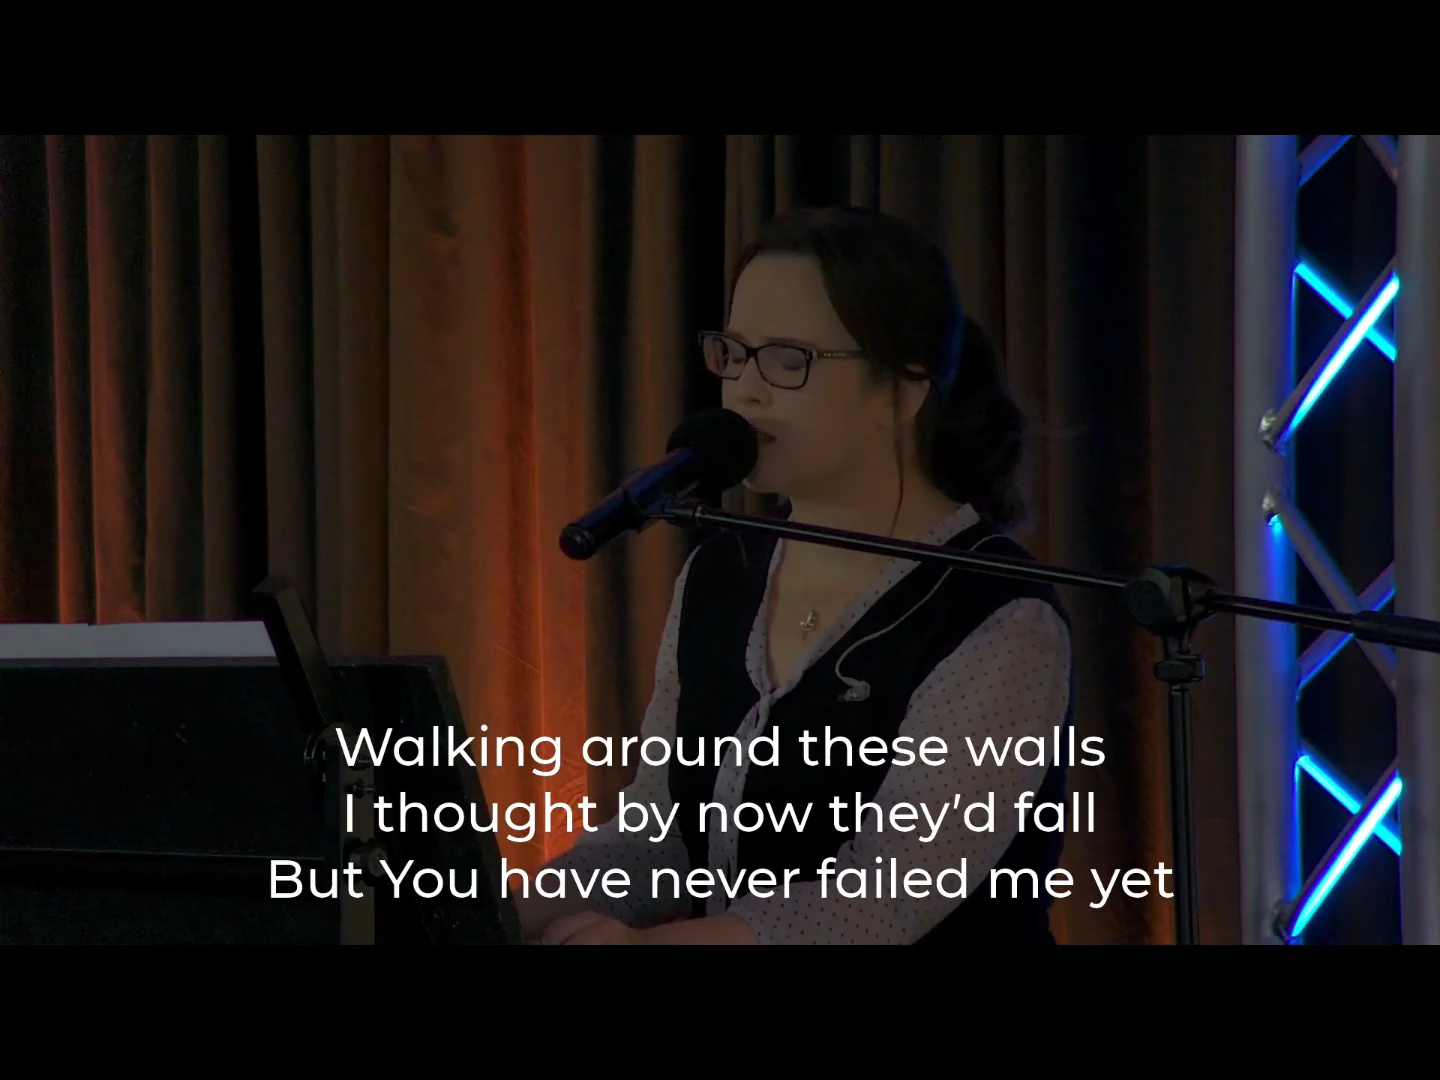 Walking around these walls
I thought by now they'd fall
But You have never failed me yet